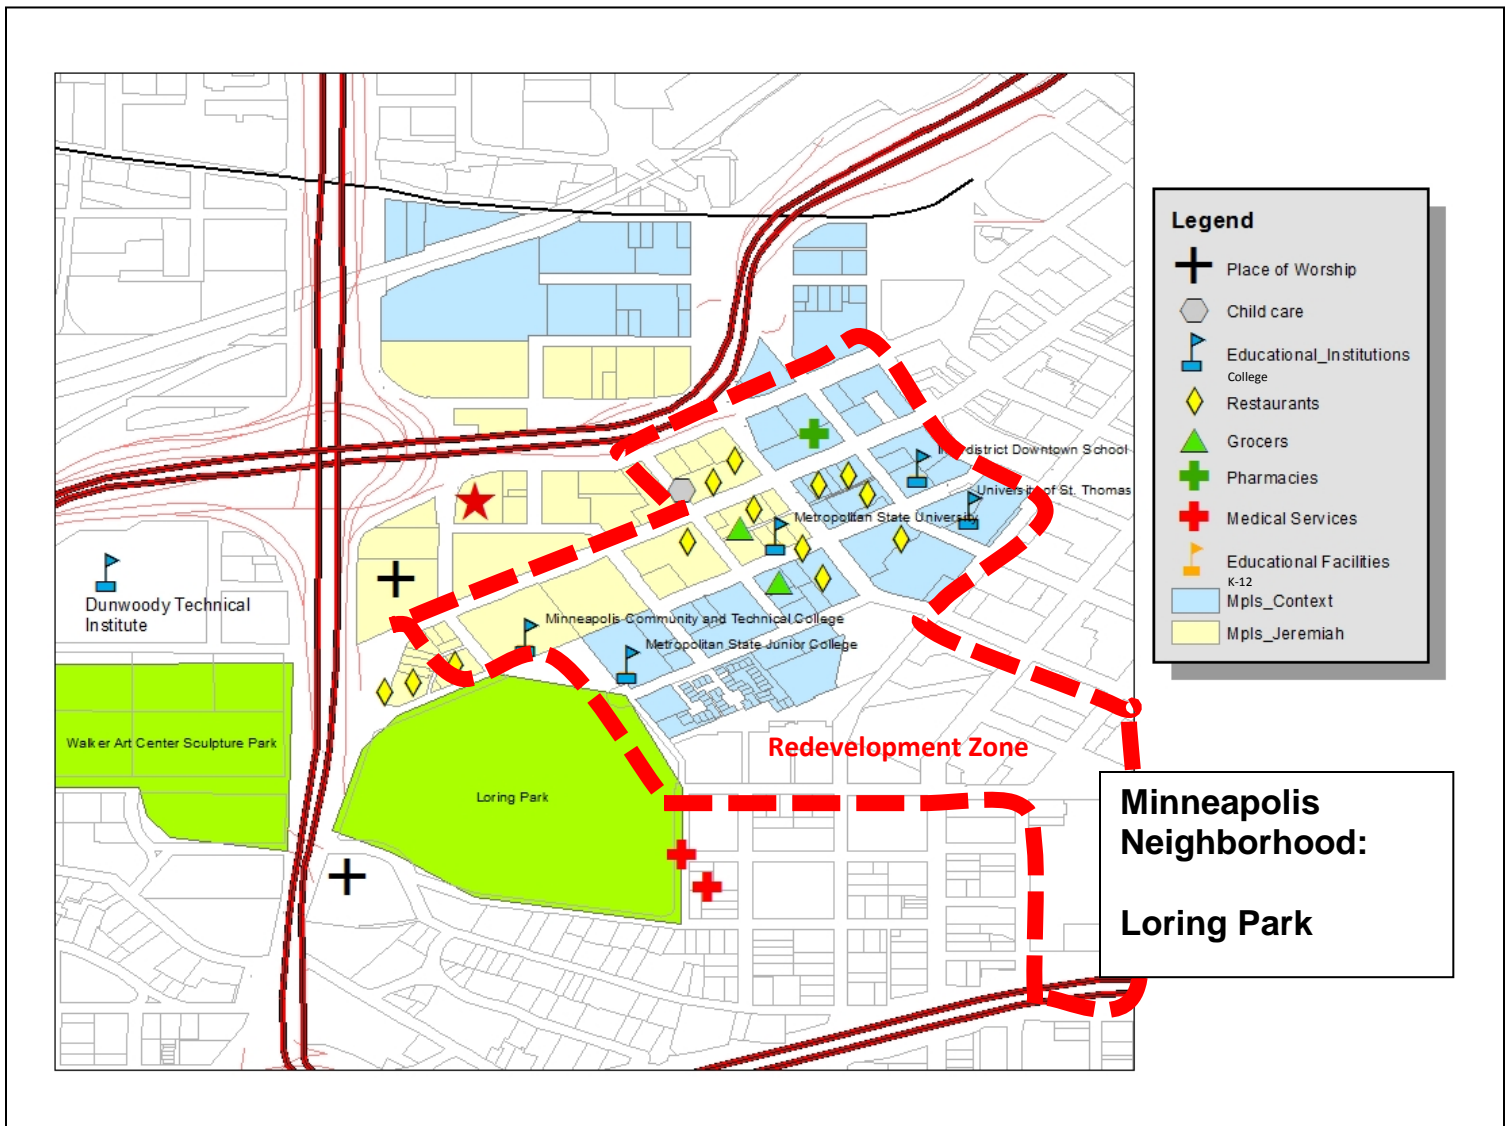 Legend
Place of Worship
Child care
Educational_Institutions
College
Restaurants
Grocers
Pharmacies
Medical Services
Educational Facilities
K-12
Mpls_Context
Mpls_Jeremiah
district Downtown School
University of St. Thomas
Metropolitan State University
Dunwoody Technical
Institute
Minneapolis Community and Technical College
Metropolitan State Junior College
Walker Art Center Sculpture Park
Redevelopment Zone
Loring Park
Minneapolis
Neighborhood:
Loring Park